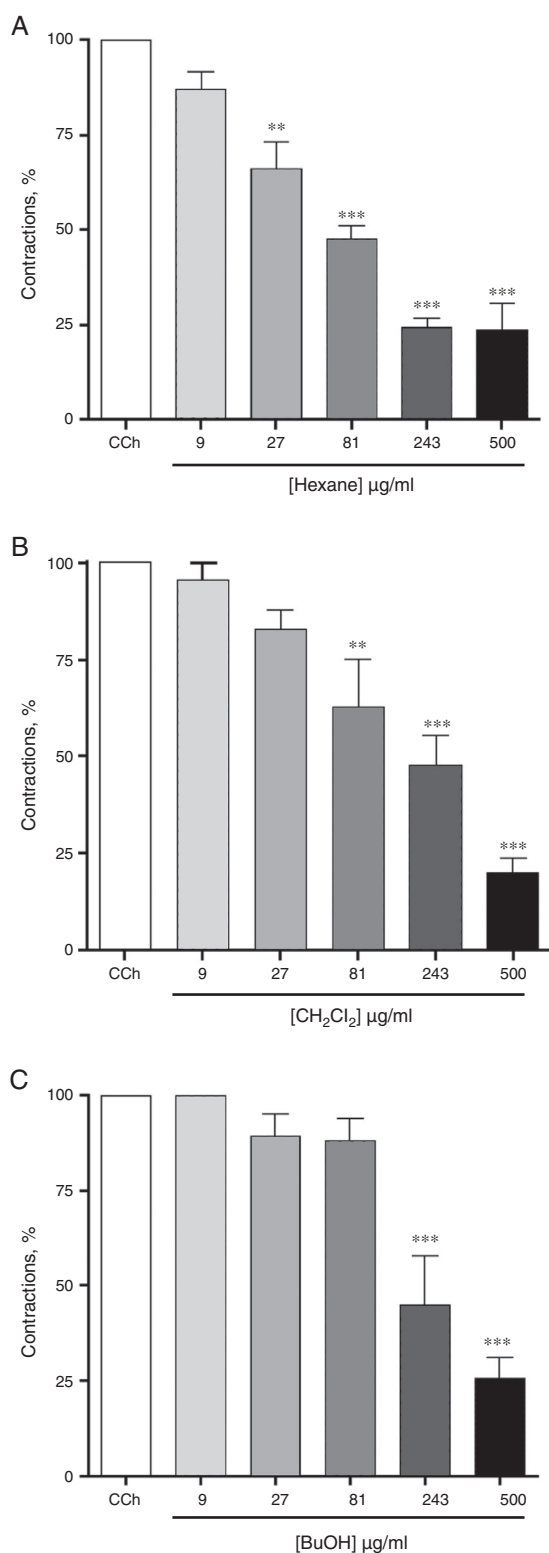 A
100
75
50
25
0
Contractions, %
**
***
***
***
CCh 9 27 81 243 500
[Hexane] µg/ml
B
100
75
50
25
0
Contractions, %
**
***
***
CCh 9 27 81 243 500
[CH₂Cl₂] µg/ml
C
100
75
50
25
0
Contractions, %
***
***
CCh 9 27 81 243 500
[BuOH] µg/ml